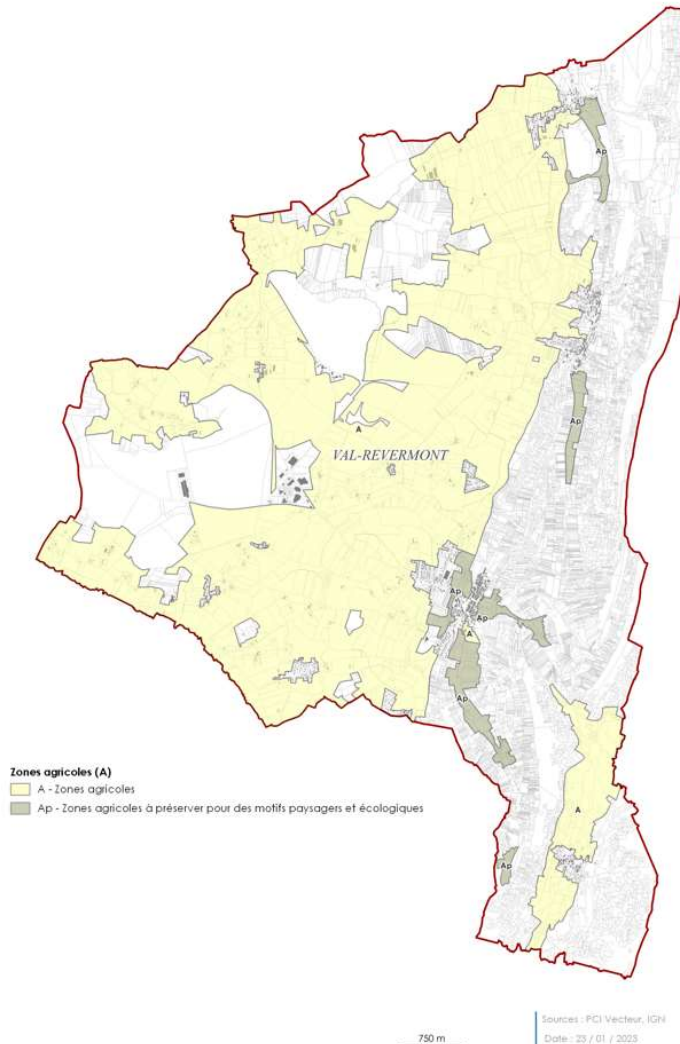 Ap
Ap
A
VAL-REVERMONT
Ap
Ap
A
Ap
A
Ap
Zones agricoles (A)
A - Zones agricoles
Ap - Zones agricoles à préserver pour des motifs paysagers et écologiques
750 m
Sources : PCI Vecteur, IGN
Date : 23 / 01 / 2025